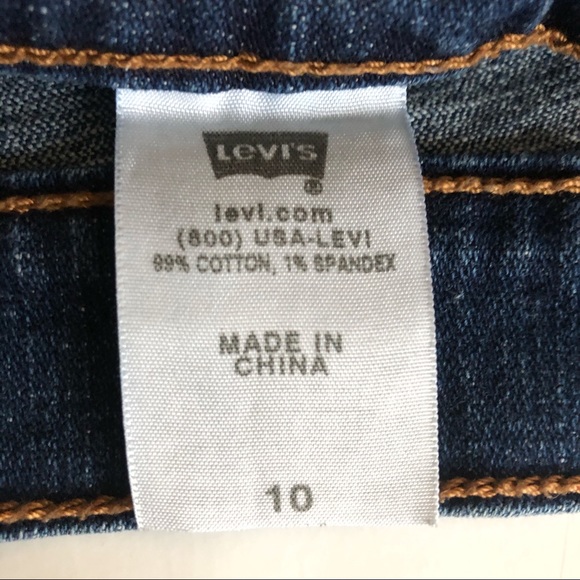 LEVI'S
®
levi.com
(800) USA-LEVI
99% COTTON, 1% SPANDEX
MADE IN
CHINA
10